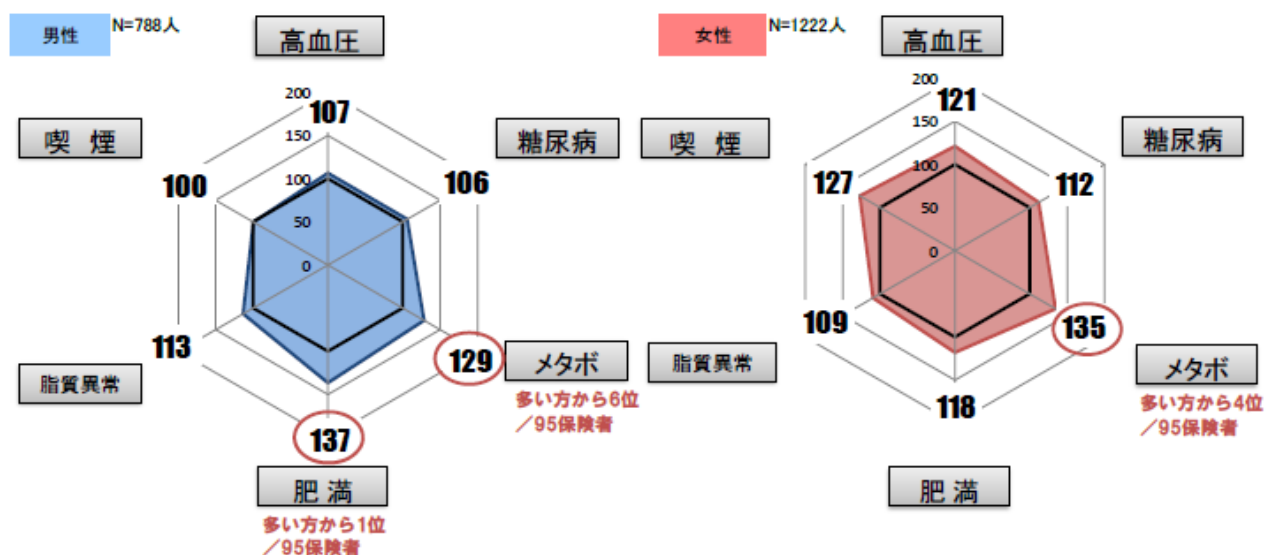 男性
N=788人
高血圧
喫 煙
糖尿病
200
150
100
50
0
107
100
106
113
129
137
脂質異常
メタボ
多い方から6位
／95保険者
肥 満
多い方から1位
／95保険者
女性
N=1222人
高血圧
喫 煙
糖尿病
200
150
100
50
0
121
127
112
109
135
118
脂質異常
メタボ
多い方から4位
／95保険者
肥 満